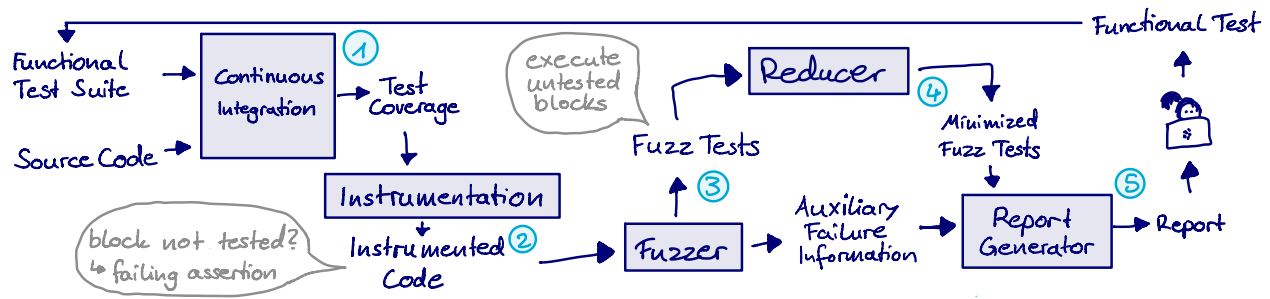 Functional Test
Functional
Test Suite
Source Code
Continuous
Integration
1
Test
Coverage
Instrumentation
block not tested?
↳ failing assertion
Instrumented
Code
2
Fuzzer
3
Fuzz Tests
execute
untested
blocks
Reducer
4
Minimized
Fuzz Tests
Auxiliary
Failure
Information
Report
Generator
5
Report
$